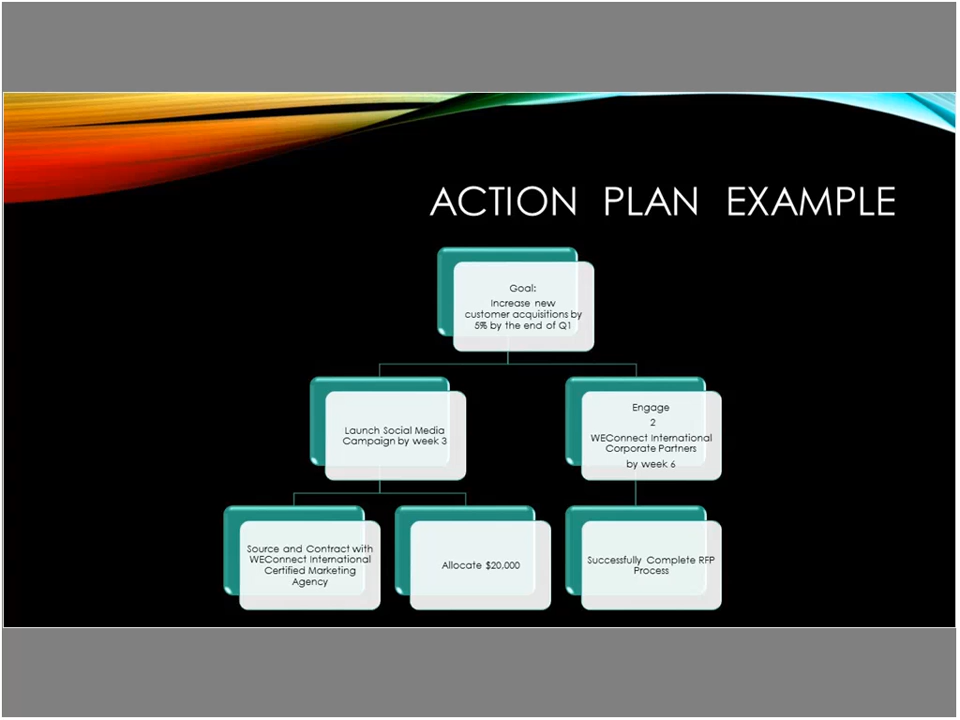 ACTION PLAN EXAMPLE
Goal:
Increase new
customer acquisitions by
5% by the end of Q1
Launch Social Media
Campaign by week 3
Engage
2
WEConnect International
Corporate Partners
by week 6
Source and Contract with
WEConnect International
Certified Marketing
Agency
Allocate $20,000
Successfully Complete RFP
Process